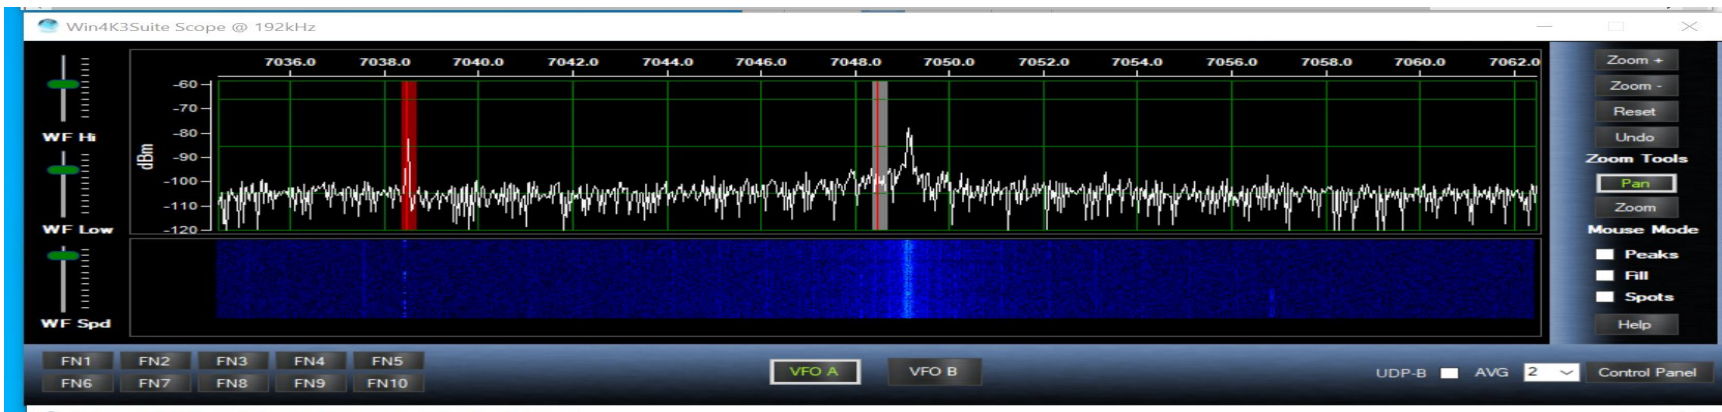 Win4K3Suite Scope @ 192kHz
7036.0 7038.0 7040.0 7042.0 7044.0 7046.0 7048.0 7050.0 7052.0 7054.0 7056.0 7058.0 7060.0 7062.0
-60
-70
-80
-90
-100
-110
-120
dBm
WF Hi
WF Low
WF Spd
Zoom +
Zoom -
Reset
Undo
Zoom Tools
Pan
Zoom
Mouse Mode
Peaks
Fill
Spots
Help
FN1 FN2 FN3 FN4 FN5
FN6 FN7 FN8 FN9 FN10
VFO A VFO B
UDP-B AVG 2 Control Panel